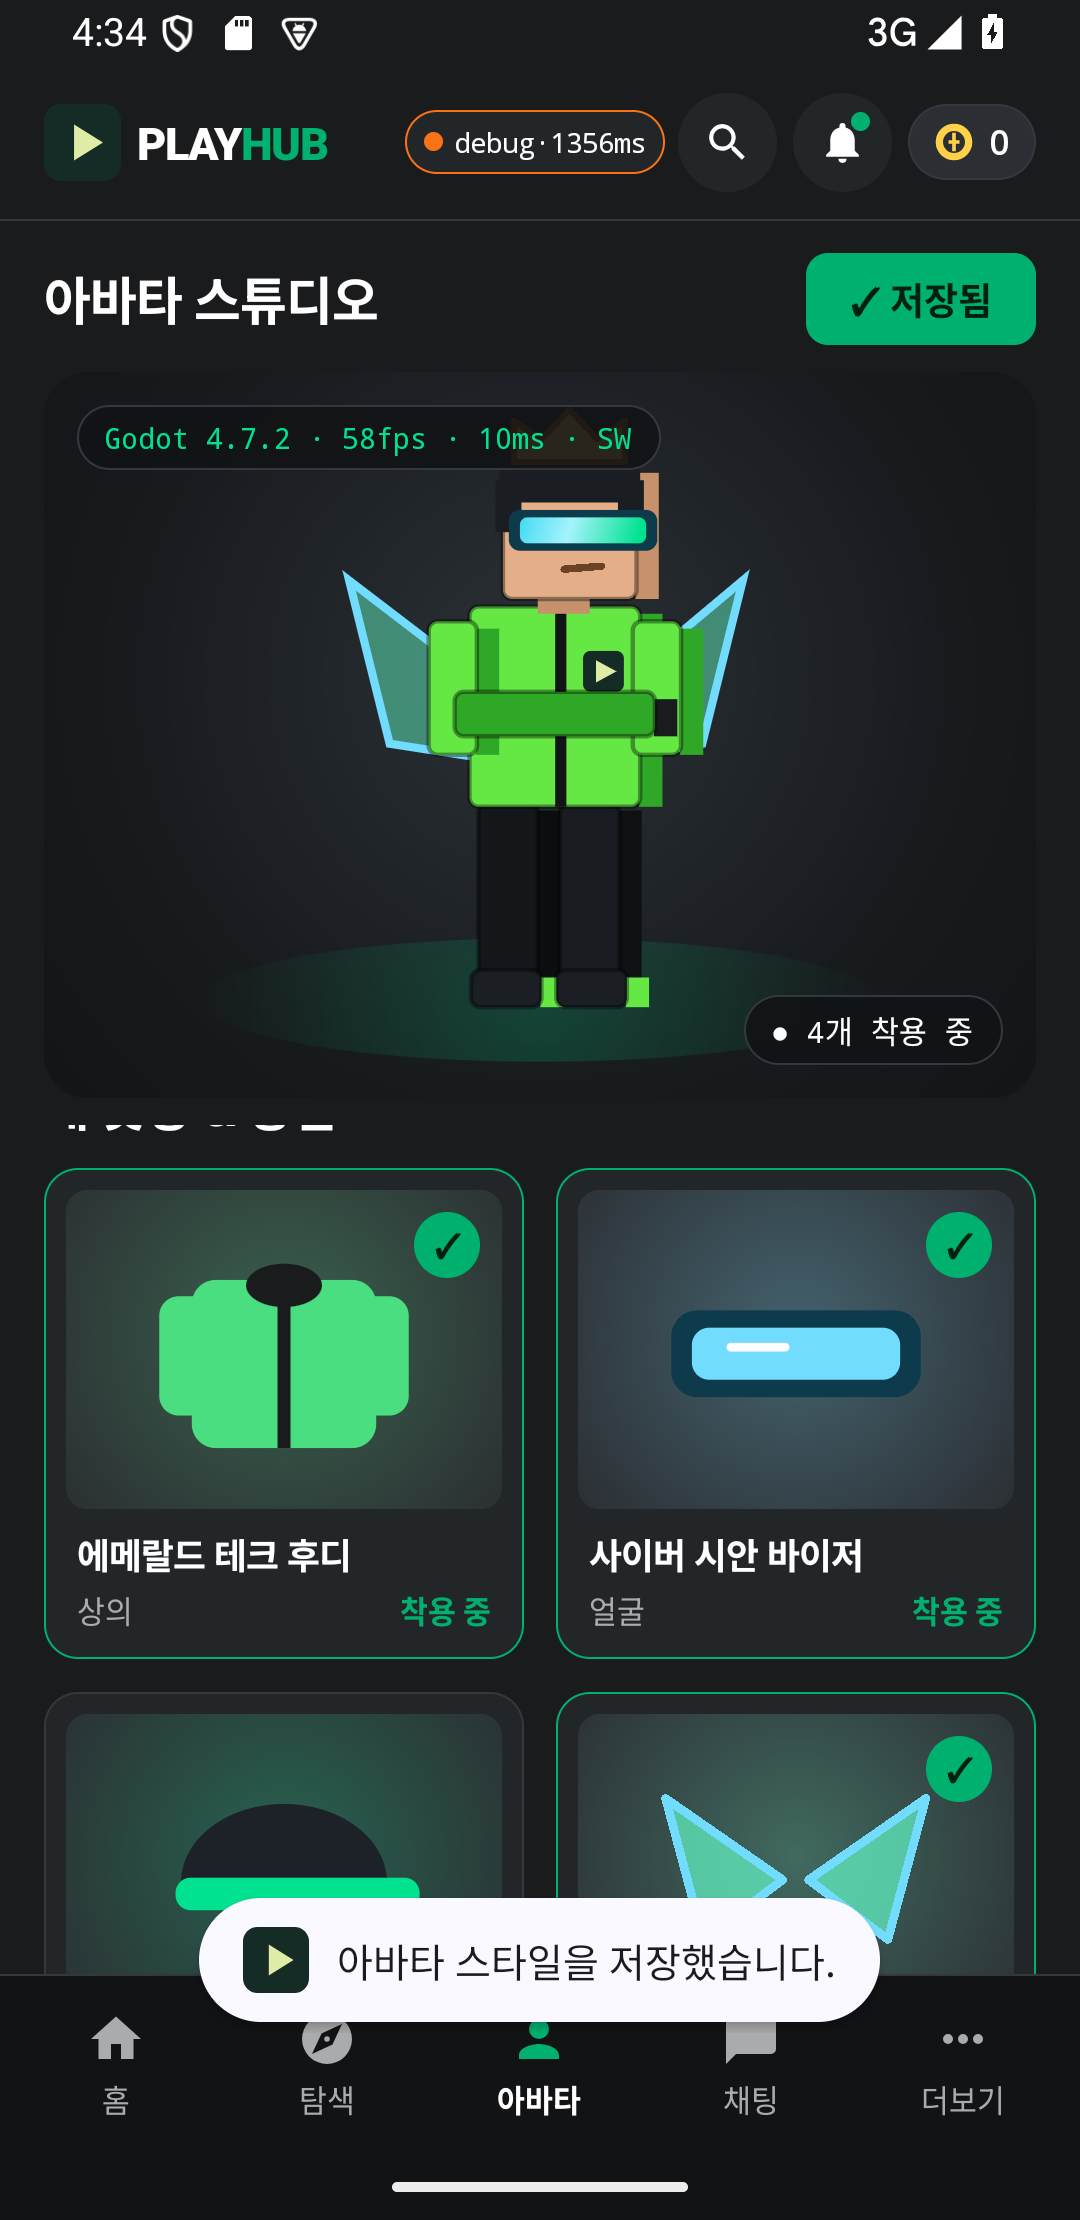 4:34
3G
PLAYHUB
debug·1356ms
0
아바타 스튜디오
✓ 저장됨
Godot 4.7.2 · 58fps · 10ms · SW
● 4개 착용 중
에메랄드 테크 후디
사이버 시안 바이저
상의
착용 중
얼굴
착용 중
아바타 스타일을 저장했습니다.
홈
탐색
아바타
채팅
더보기